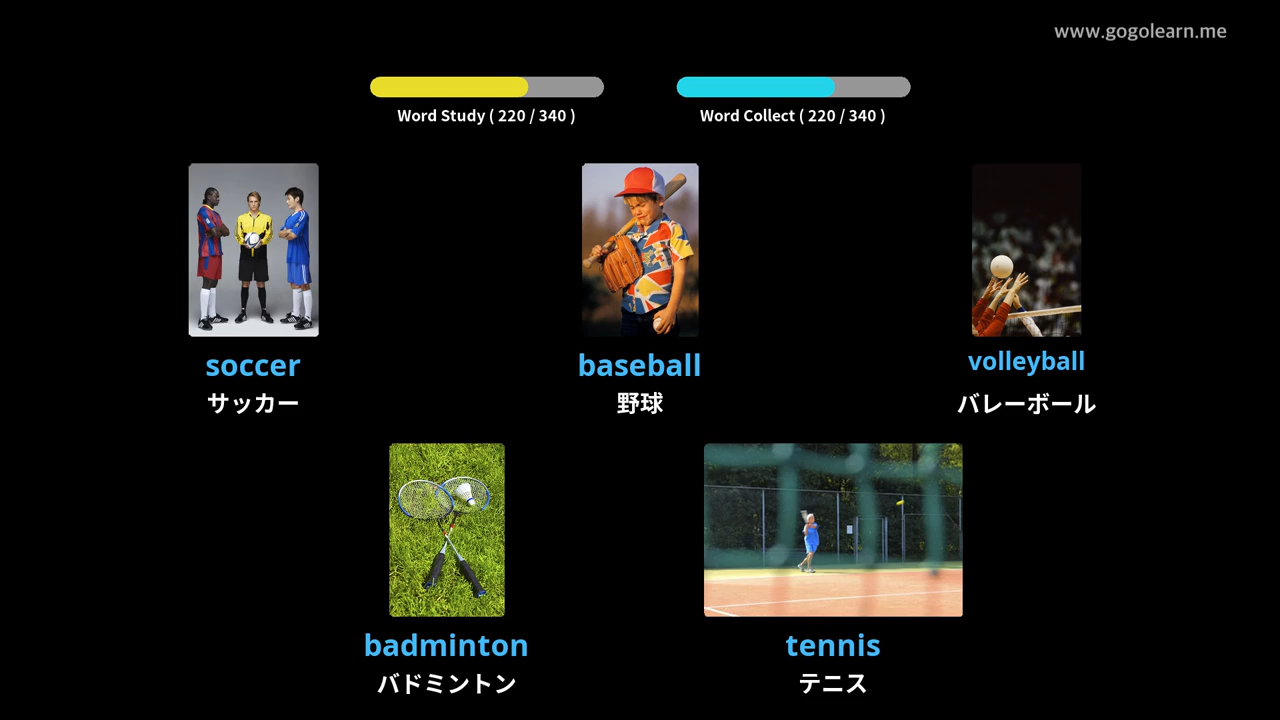 www.gogolearn.me
Word Study ( 220 / 340 )
Word Collect ( 220 / 340 )
soccer
サッカー
baseball
野球
volleyball
バレーボール
badminton
バドミントン
tennis
テニス